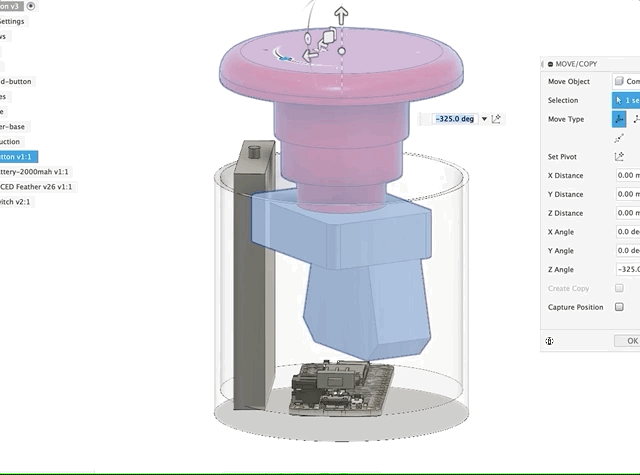 on v3
Settings
ws
d-button
es
e
er-base
uction
tton v1:1
ttery-2000mah v1:1
CED Feather v26 v1:1
witch v2:1
-325.0 deg
MOVE/COPY
Move Object Com
Selection 1 se
Move Type
Set Pivot
X Distance 0.00 m
Y Distance 0.00 m
Z Distance 0.00 m
X Angle 0.0 de
Y Angle 0.0 de
Z Angle -325.0
Create Copy
Capture Position
OK